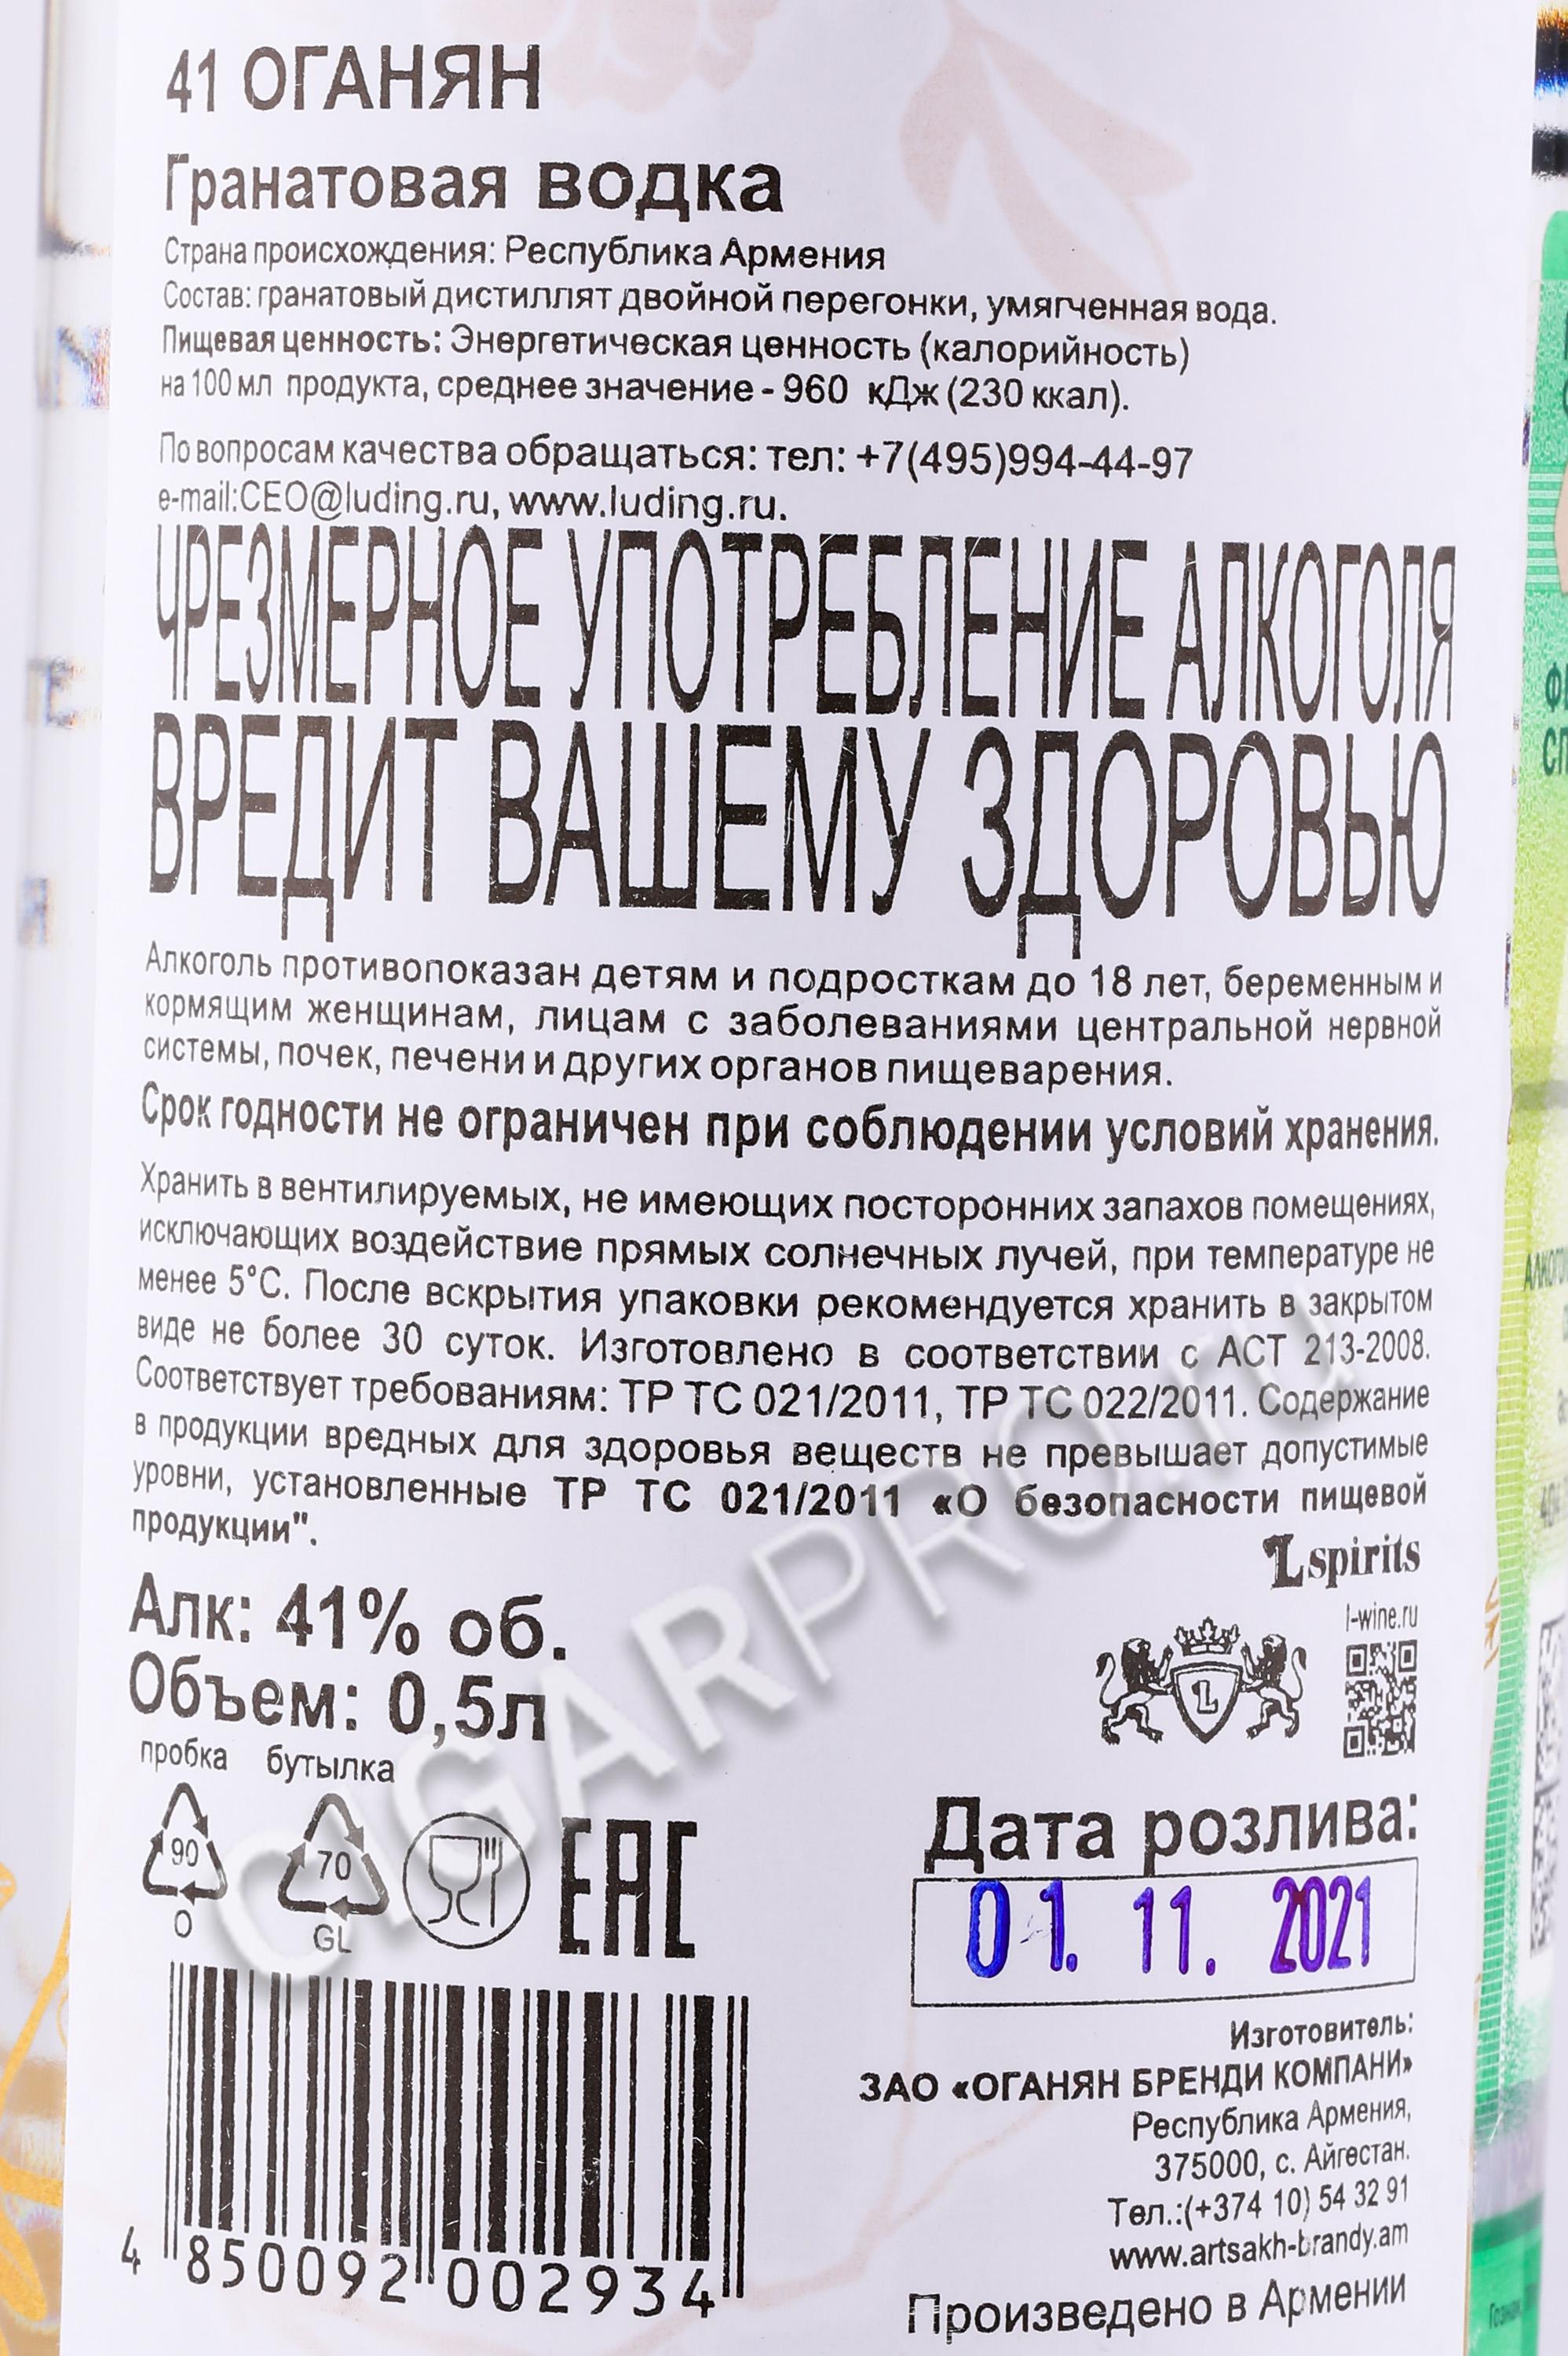 41 ОГАНЯН
Гранатовая водка
Страна происхождения: Республика Армения
Состав: гранатовый дистиллят двойной перегонки, умягченная вода.
Пищевая ценность: Энергетическая ценность (калорийность)
на 100 мл продукта, среднее значение - 960 кДж (230 ккал).
По вопросам качества обращаться: тел: +7(495)994-44-97
e-mail:CEO@luding.ru, www.luding.ru.
ЧРЕЗМЕРНОЕ УПОТРЕБЛЕНИЕ АЛКОГОЛЯ
ВРЕДИТ ВАШЕМУ ЗДОРОВЬЮ
Алкоголь противопоказан детям и подросткам до 18 лет, беременным и
кормящим женщинам, лицам с заболеваниями центральной нервной
системы, почек, печени и других органов пищеварения.
Срок годности не ограничен при соблюдении условий хранения.
Хранить в вентилируемых, не имеющих посторонних запахов помещениях,
исключающих воздействие прямых солнечных лучей, при температуре не
менее 5°С. После вскрытия упаковки рекомендуется хранить в закрытом
виде не более 30 суток. Изготовлено в соответствии с АСТ 213-2008.
Соответствует требованиям: ТР ТС 021/2011, ТР ТС 022/2011. Содержание
в продукции вредных для здоровья веществ не превышает допустимые
уровни, установленные ТР ТС 021/2011 «О безопасности пищевой
продукции".
L spirits
l-wine.ru
Алк: 41% об.
Объем: 0,5л
пробка бутылка
90
O
70
GL
EAC
L
Дата розлива:
01. 11. 2021
Изготовитель:
ЗАО «ОГАНЯН БРЕНДИ КОМПАНИ»
Республика Армения,
375000, с. Айгестан.
Тел.:(+374 10) 54 32 91
www.artsakh-brandy.am
Произведено в Армении
4 850092 002934
CIGARPRO.ru